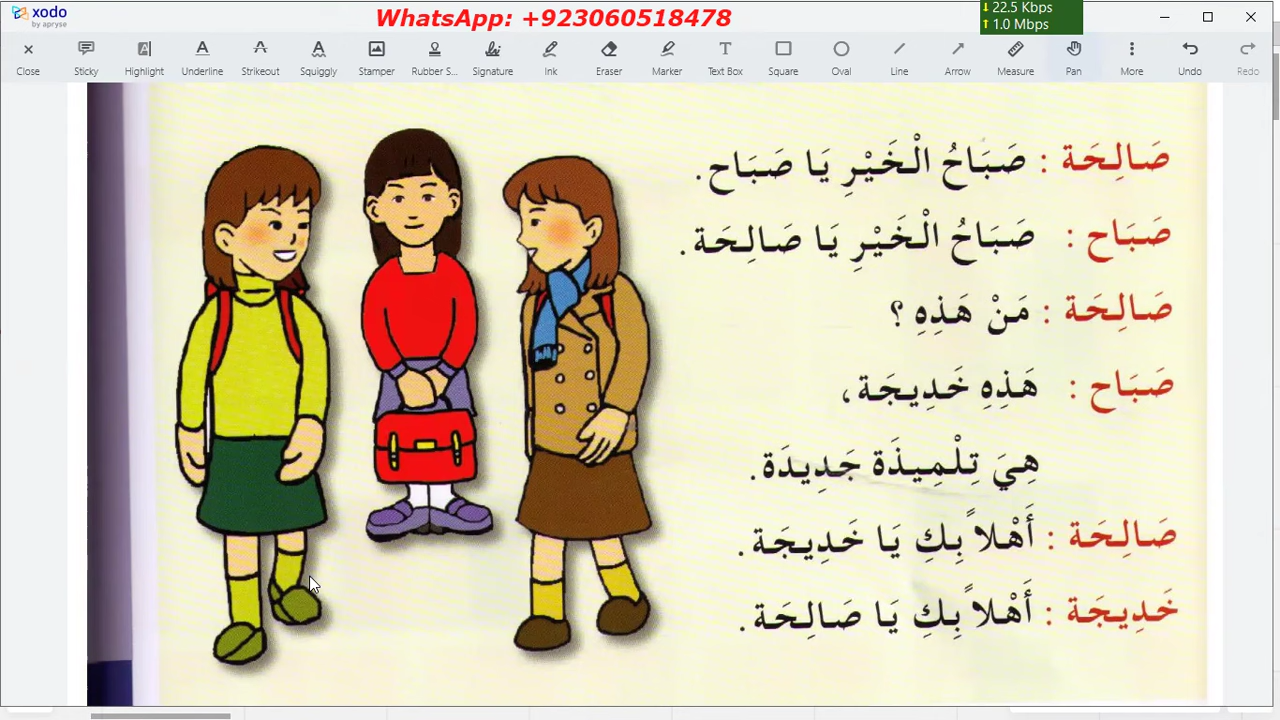 xodo
by apryse
WhatsApp: +923060518478
22.5 Kbps
1.0 Mbps
Close
Sticky
Highlight
Underline
Strikeout
Squiggly
Stamper
Rubber S...
Signature
Ink
Eraser
Marker
Text Box
Square
Oval
Line
Arrow
Measure
Pan
More
Undo
Redo
صَالِحَة : صَبَاحُ الْخَيْرِ يَا صَبَاح.
صَبَاح : صَبَاحُ الْخَيْرِ يَا صَالِحَة.
صَالِحَة : مَنْ هَذِهِ ؟
صَبَاح : هَذِهِ خَدِيجَة،
هِيَ تِلْمِيذَة جَدِيدَة.
صَالِحَة : أَهْلاً بِكِ يَا خَدِيجَة.
خَدِيجَة : أَهْلاً بِكِ يَا صَالِحَة.